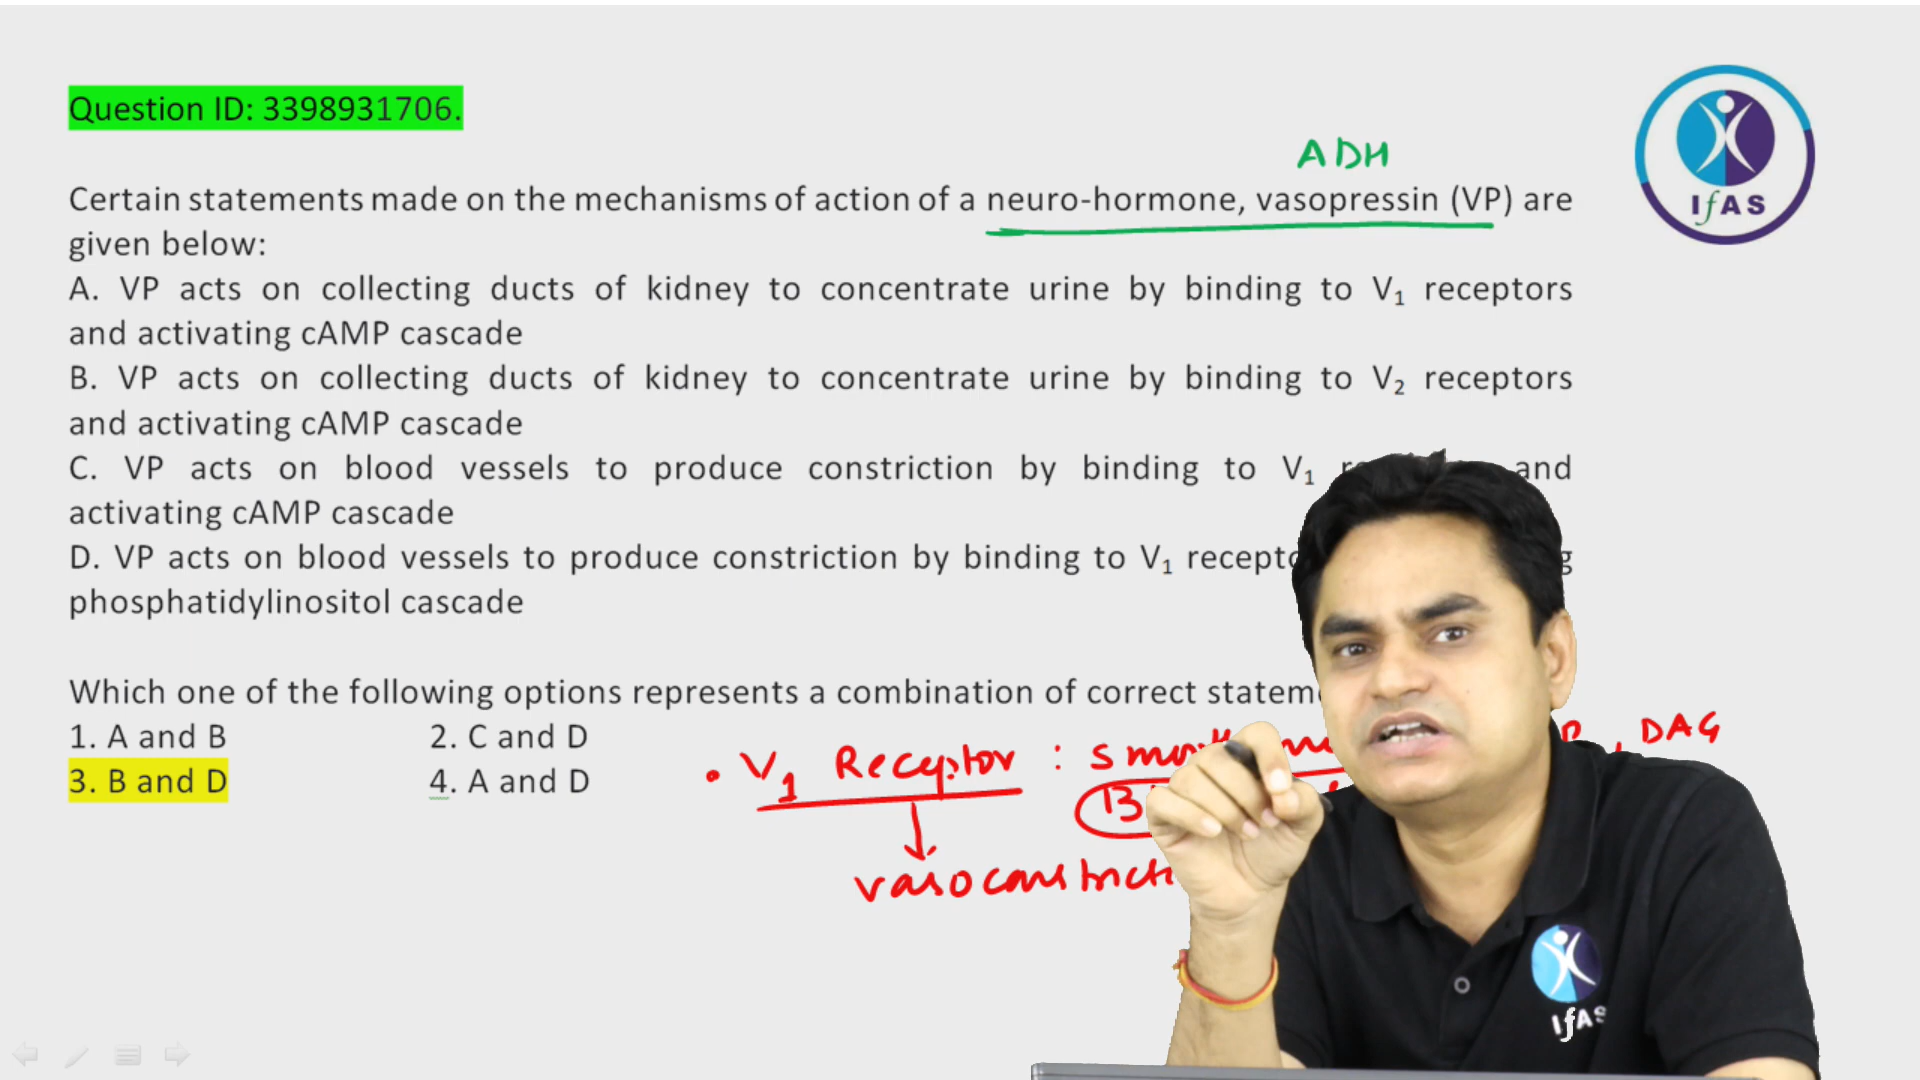 Question ID: 3398931706.
IfAS
ADH
Certain statements made on the mechanisms of action of a neuro-hormone, vasopressin (VP) are
given below:
A. VP acts on collecting ducts of kidney to concentrate urine by binding to V₁ receptors
and activating cAMP cascade
B. VP acts on collecting ducts of kidney to concentrate urine by binding to V₂ receptors
and activating cAMP cascade
C. VP acts on blood vessels to produce constriction by binding to V₁ and
activating cAMP cascade
D. VP acts on blood vessels to produce constriction by binding to V₁
phosphatidylinositol cascade
Which one of the following options represents a combination of correct
1. A and B 2. C and D
3. B and D 4. A and D
• V₁ Receptor : , DAG
IfAS